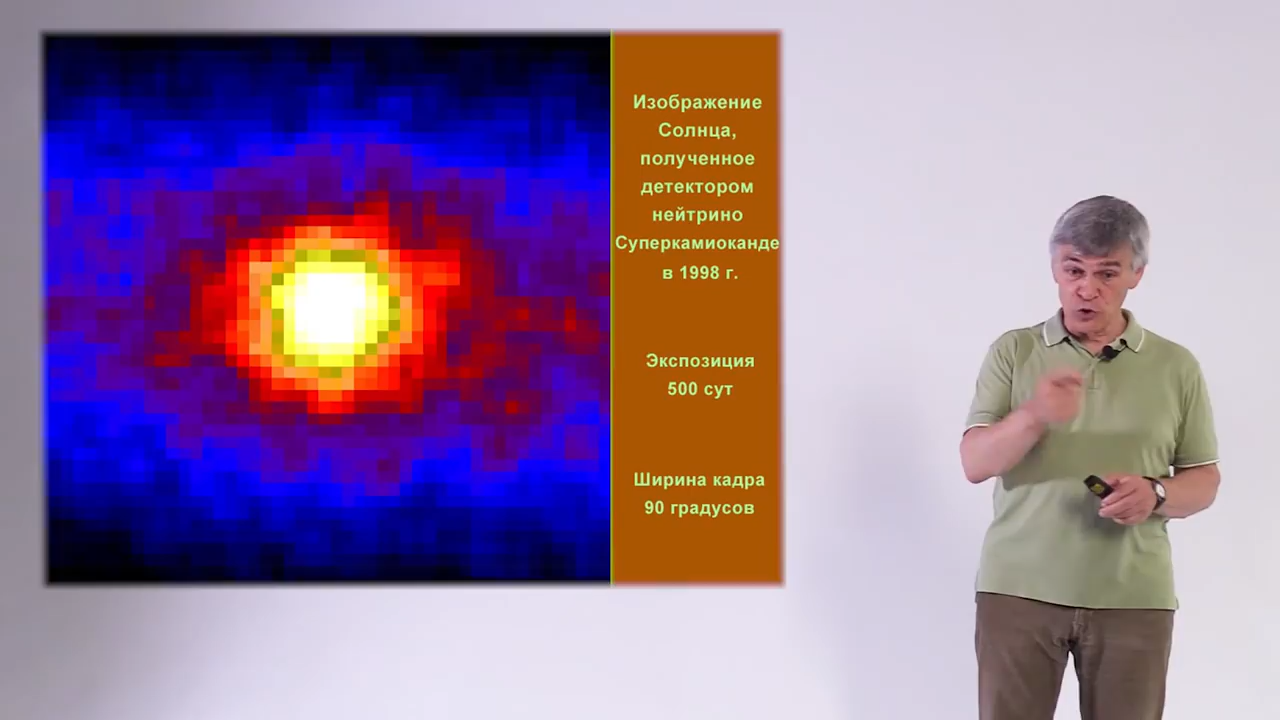 Изображение
Солнца,
полученное
детектором
нейтрино
Суперкамиоканде
в 1998 г.
Экспозиция
500 сут
Ширина кадра
90 градусов